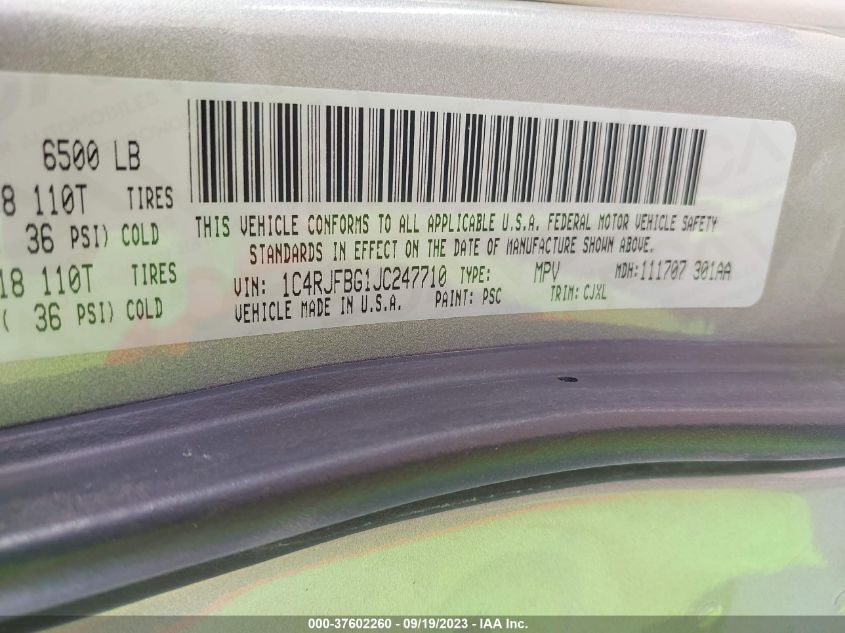 6500 LB
8 110T TIRES
36 PSI) COLD
18 110T TIRES
( 36 PSI) COLD
THIS VEHICLE CONFORMS TO ALL APPLICABLE U.S.A. FEDERAL MOTOR VEHICLE SAFETY
STANDARDS IN EFFECT ON THE DATE OF MANUFACTURE SHOWN ABOVE.
VIN: 1C4RJFBG1JC247710 TYPE: MPV MDH:111707 301AA
VEHICLE MADE IN U.S.A. PAINT: PSC TRIM: CJXL
000-37602260 - 09/19/2023 - IAA Inc.